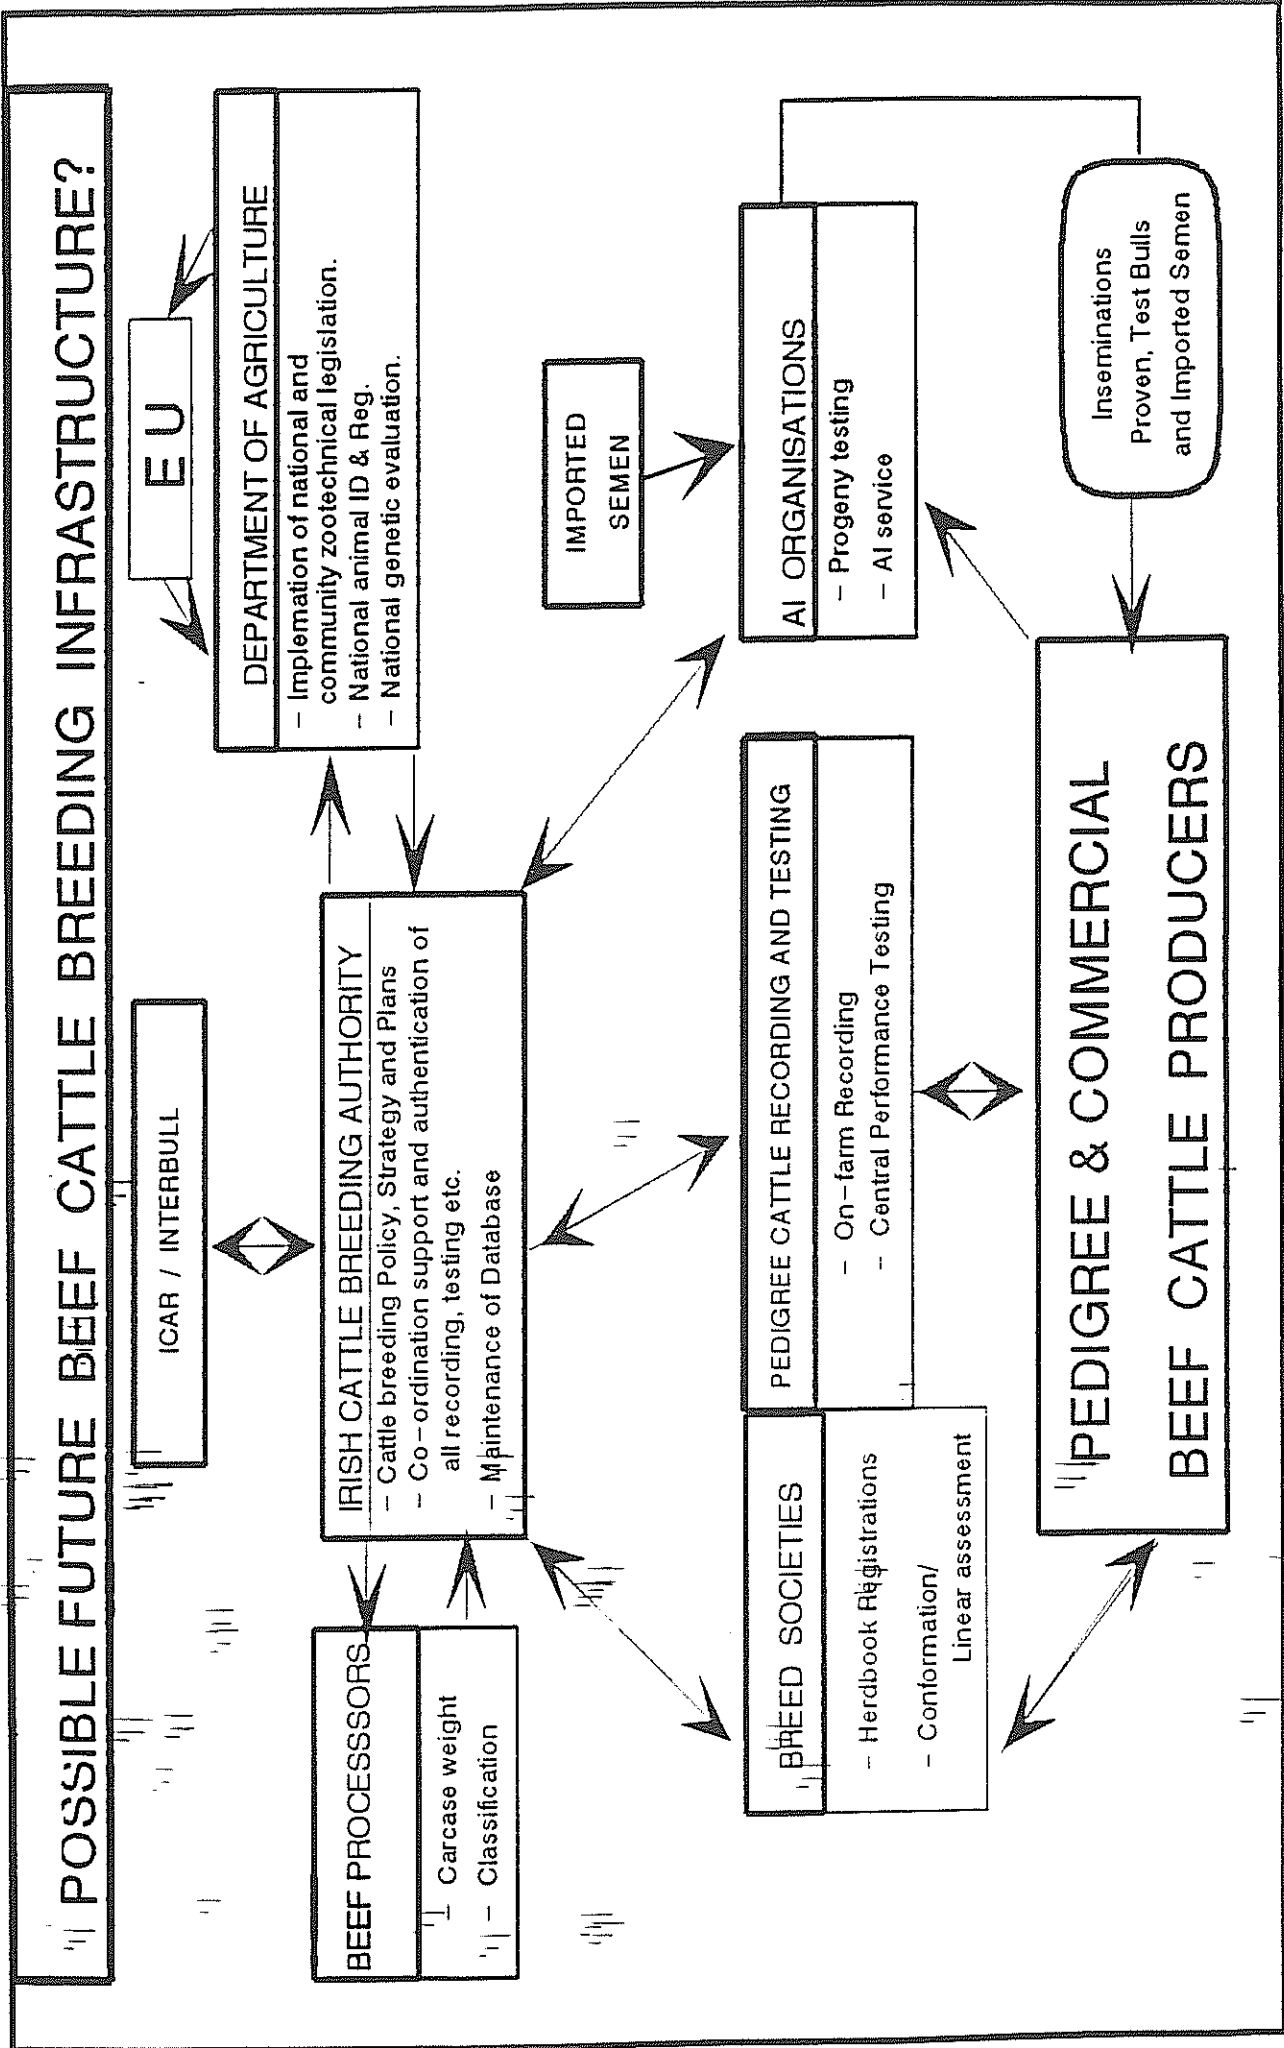 POSSIBLE FUTURE BEEF CATTLE BREEDING INFRASTRUCTURE?
ICAR / INTERBULL
EU
BEEF PROCESSORS
- Carcase weight
- Classification
IRISH CATTLE BREEDING AUTHORITY
- Cattle breeding Policy, Strategy and Plans
- Co-ordination support and authentication of
all recording, testing etc.
- Maintenance of Database
DEPARTMENT OF AGRICULTURE
- Implemation of national and
community zootechnical legislation.
- National animal ID & Reg.
- National genetic evaluation.
IMPORTED
SEMEN
BREED SOCIETIES
- Herdbook Registrations
- Conformation/
Linear assessment
PEDIGREE CATTLE RECORDING AND TESTING
- On-farm Recording
- Central Performance Testing
AI ORGANISATIONS
- Progeny testing
- AI service
PEDIGREE & COMMERCIAL
BEEF CATTLE PRODUCERS
Inseminations
Proven, Test Bulls
and Imported Semen